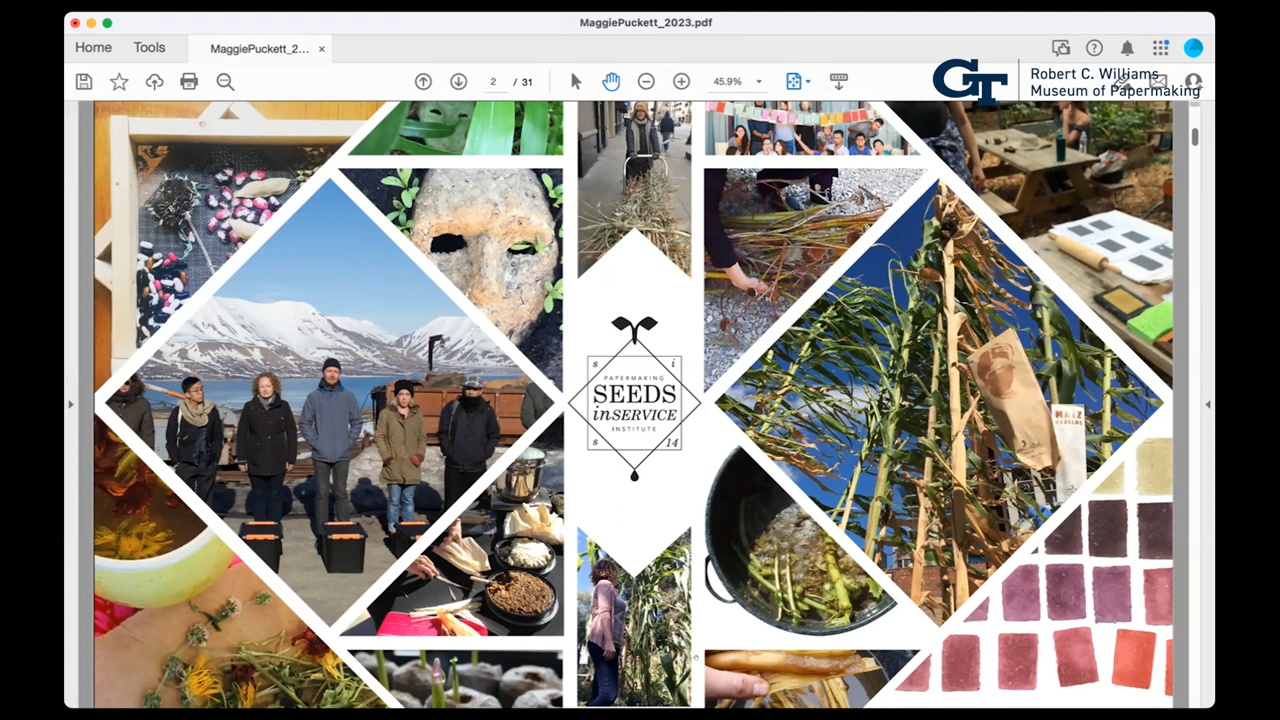 MaggiePuckett_2023.pdf
Home Tools MaggiePuckett_2... ×
2 / 31
45.9%
GT
Robert C. Williams
Museum of Papermaking
s i
PAPERMAKING
SEEDS
inSERVICE
INSTITUTE
s 14
MAIZ